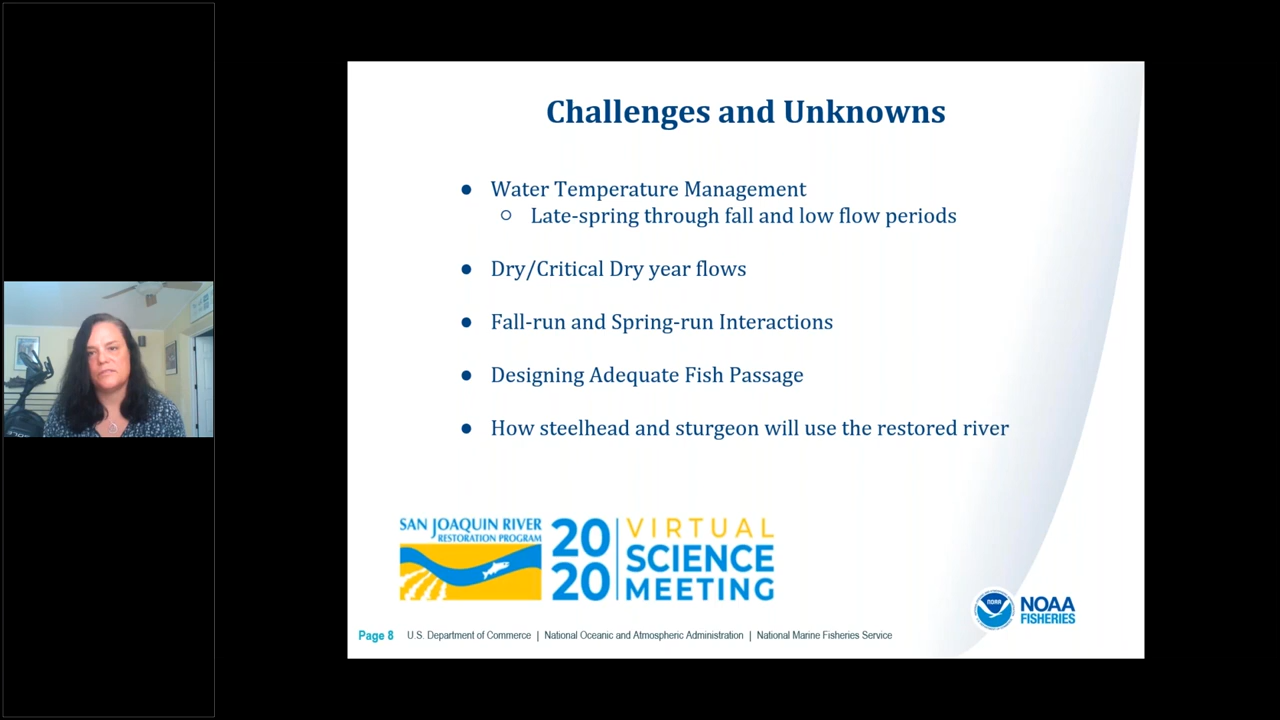 Challenges and Unknowns
● Water Temperature Management
○ Late-spring through fall and low flow periods
● Dry/Critical Dry year flows
● Fall-run and Spring-run Interactions
● Designing Adequate Fish Passage
● How steelhead and sturgeon will use the restored river
SAN JOAQUIN RIVER
RESTORATION PROGRAM
20
20
VIRTUAL
SCIENCE
MEETING
NOAA
NOAA
FISHERIES
Page 8 U.S. Department of Commerce | National Oceanic and Atmospheric Administration | National Marine Fisheries Service